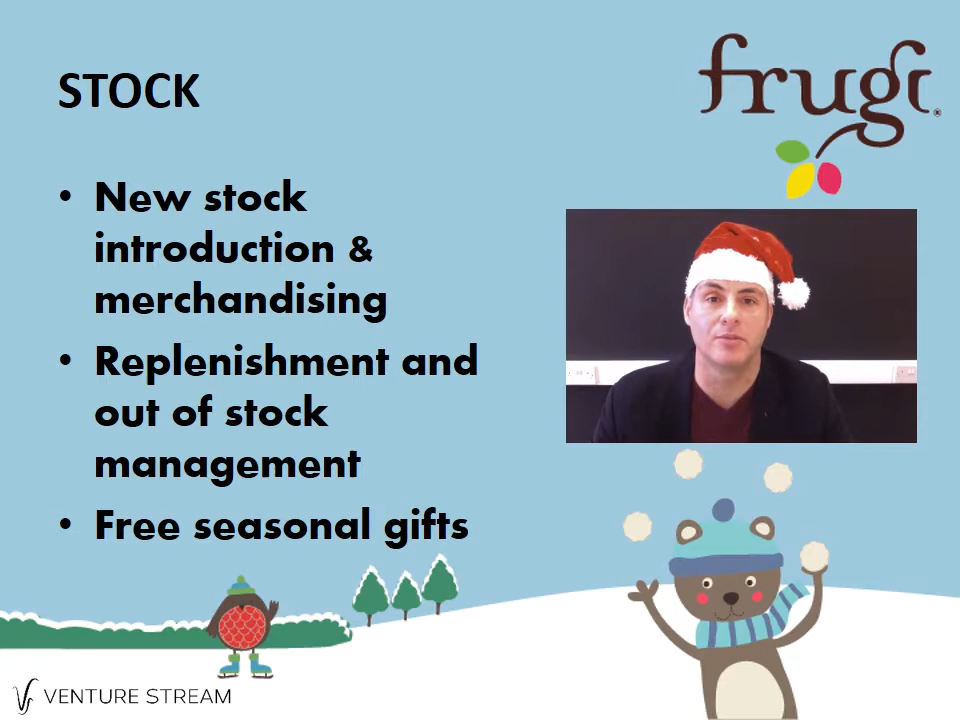 STOCK
frugi®
• New stock
introduction &
merchandising
• Replenishment and
out of stock
management
• Free seasonal gifts
VENTURE STREAM